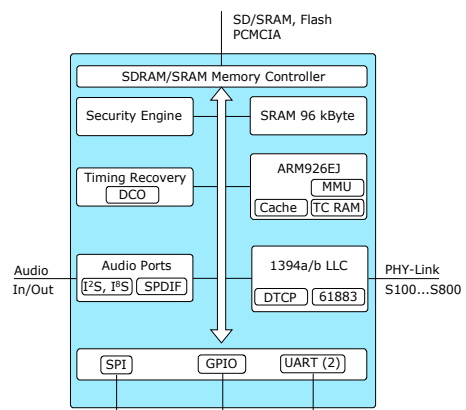 SD/SRAM, Flash
PCMCIA
SDRAM/SRAM Memory Controller
Security Engine
SRAM 96 kByte
Timing Recovery
DCO
ARM926EJ
MMU
Cache
TC RAM
Audio
In/Out
Audio Ports
I²S, I⁸S
SPDIF
1394a/b LLC
DTCP
61883
PHY-Link
S100...S800
SPI
GPIO
UART (2)